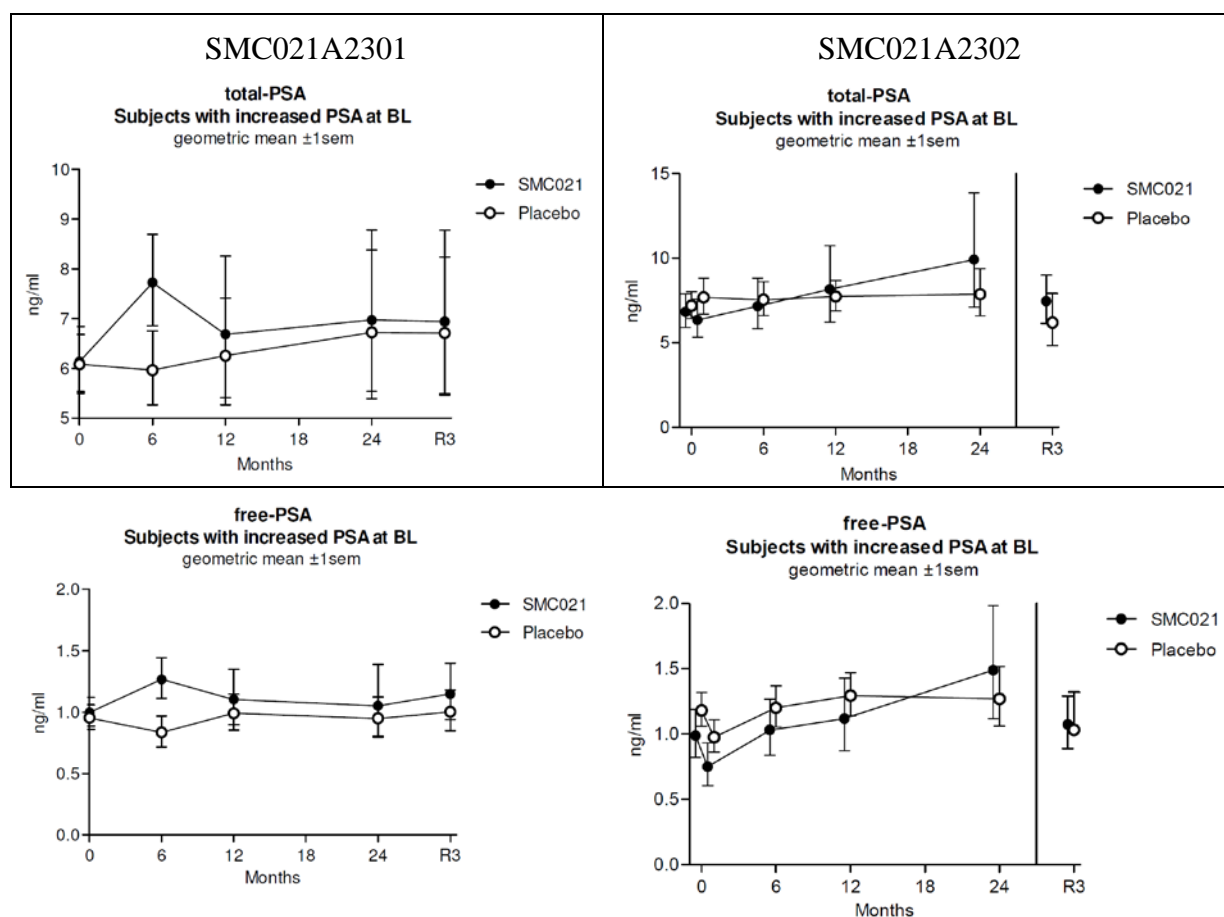 SMC021A2301
total-PSA
Subjects with increased PSA at BL
geometric mean ±1sem
10
9
8
7
6
5
ng/ml
0
6
12
18
24
R3
Months
SMC021
Placebo
SMC021A2302
total-PSA
Subjects with increased PSA at BL
geometric mean ±1sem
15
10
5
0
ng/ml
0
6
12
18
24
R3
Months
SMC021
Placebo
free-PSA
Subjects with increased PSA at BL
geometric mean ±1sem
2.0
1.5
1.0
0.5
0.0
ng/ml
0
6
12
18
24
R3
Months
SMC021
Placebo
free-PSA
Subjects with increased PSA at BL
geometric mean ±1sem
2.0
1.5
1.0
0.5
0.0
ng/ml
0
6
12
18
24
R3
Months
SMC021
Placebo